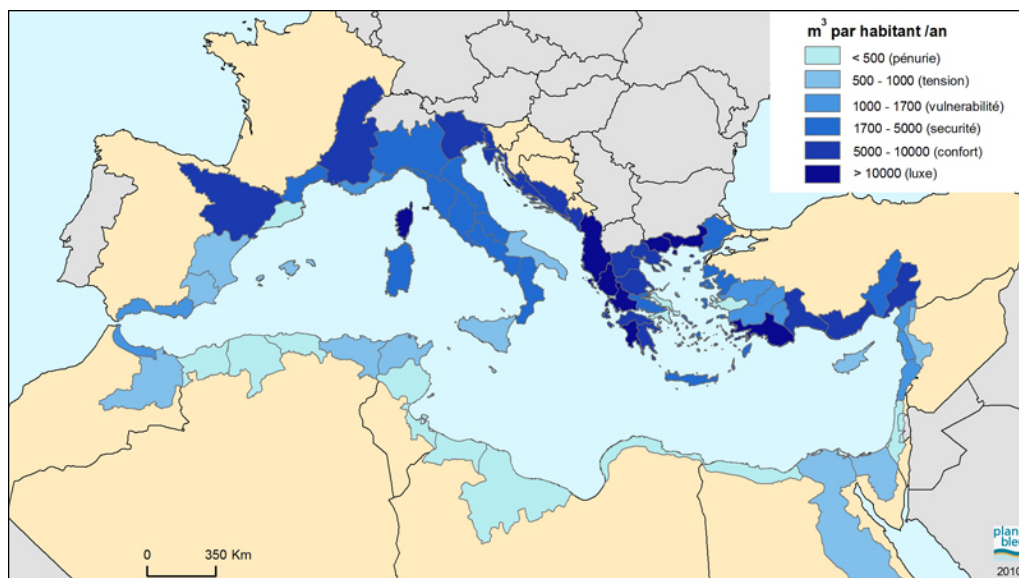 m³ par habitant /an
< 500 (pénurie)
500 - 1000 (tension)
1000 - 1700 (vulnerabilité)
1700 - 5000 (securité)
5000 - 10000 (confort)
> 10000 (luxe)
0 350 Km
plan
bleu
2010